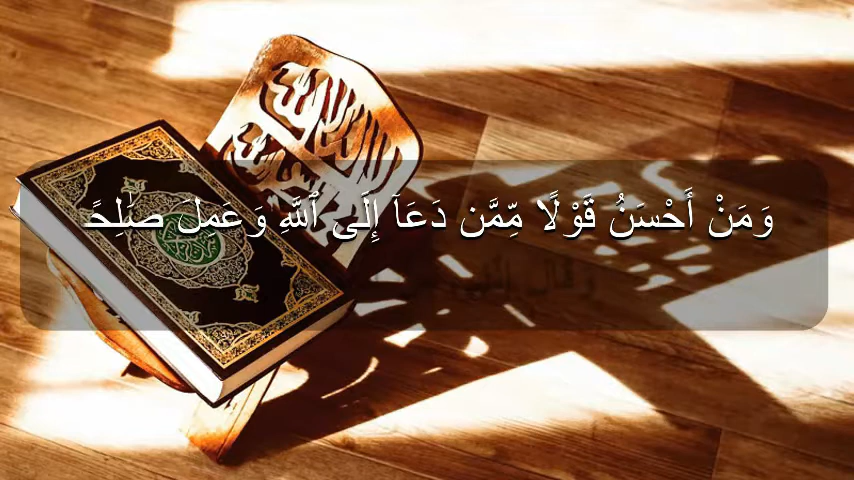 وَمَنْ أَحْسَنُ قَوْلًا مِّمَّن دَعَآ إِلَى ٱللَّهِ وَعَمِلَ صَٰلِحً